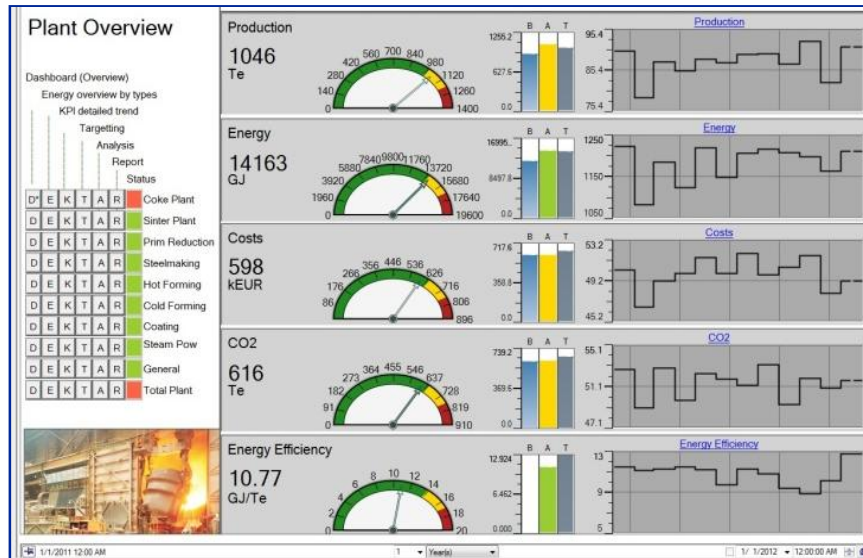 Plant Overview
Dashboard (Overview)
Energy overview by types
KPI detailed trend
Targetting
Analysis
Report
Status
D* E K T A R Coke Plant
D E K T A R Sinter Plant
D E K T A R Prim Reduction
D E K T A R Steelmaking
D E K T A R Hot Forming
D E K T A R Cold Forming
D E K T A R Coating
D E K T A R Steam Pow
D E K T A R General
D E K T A R Total Plant
Production
1046
Te
0 140 280 420 560 700 840 980 1120 1260 1400
B A T
1255.2
627.6
0.0
Production
95.4
85.4
75.4
Energy
14163
GJ
0 1960 3920 5880 7840 9800 11760 13720 15680 17640 19600
B A T
16995...
8497.8
0.0
Energy
1250
1150
1050
Costs
598
kEUR
86 176 266 356 446 536 626 716 806 896
B A T
717.6
358.8
0.0
Costs
53.2
49.2
45.2
CO2
616
Te
0 91 182 273 364 455 546 637 728 819 910
B A T
739.2
369.6
0.0
CO2
55.1
51.1
47.1
Energy Efficiency
10.77
GJ/Te
2 4 6 8 10 12 14 16 18 20
B A T
12.924
6.462
0.000
Energy Efficiency
13
9
5
1/1/2011 12:00 AM 1 Year(s) 1/ 1/2012 12:00:00 AM